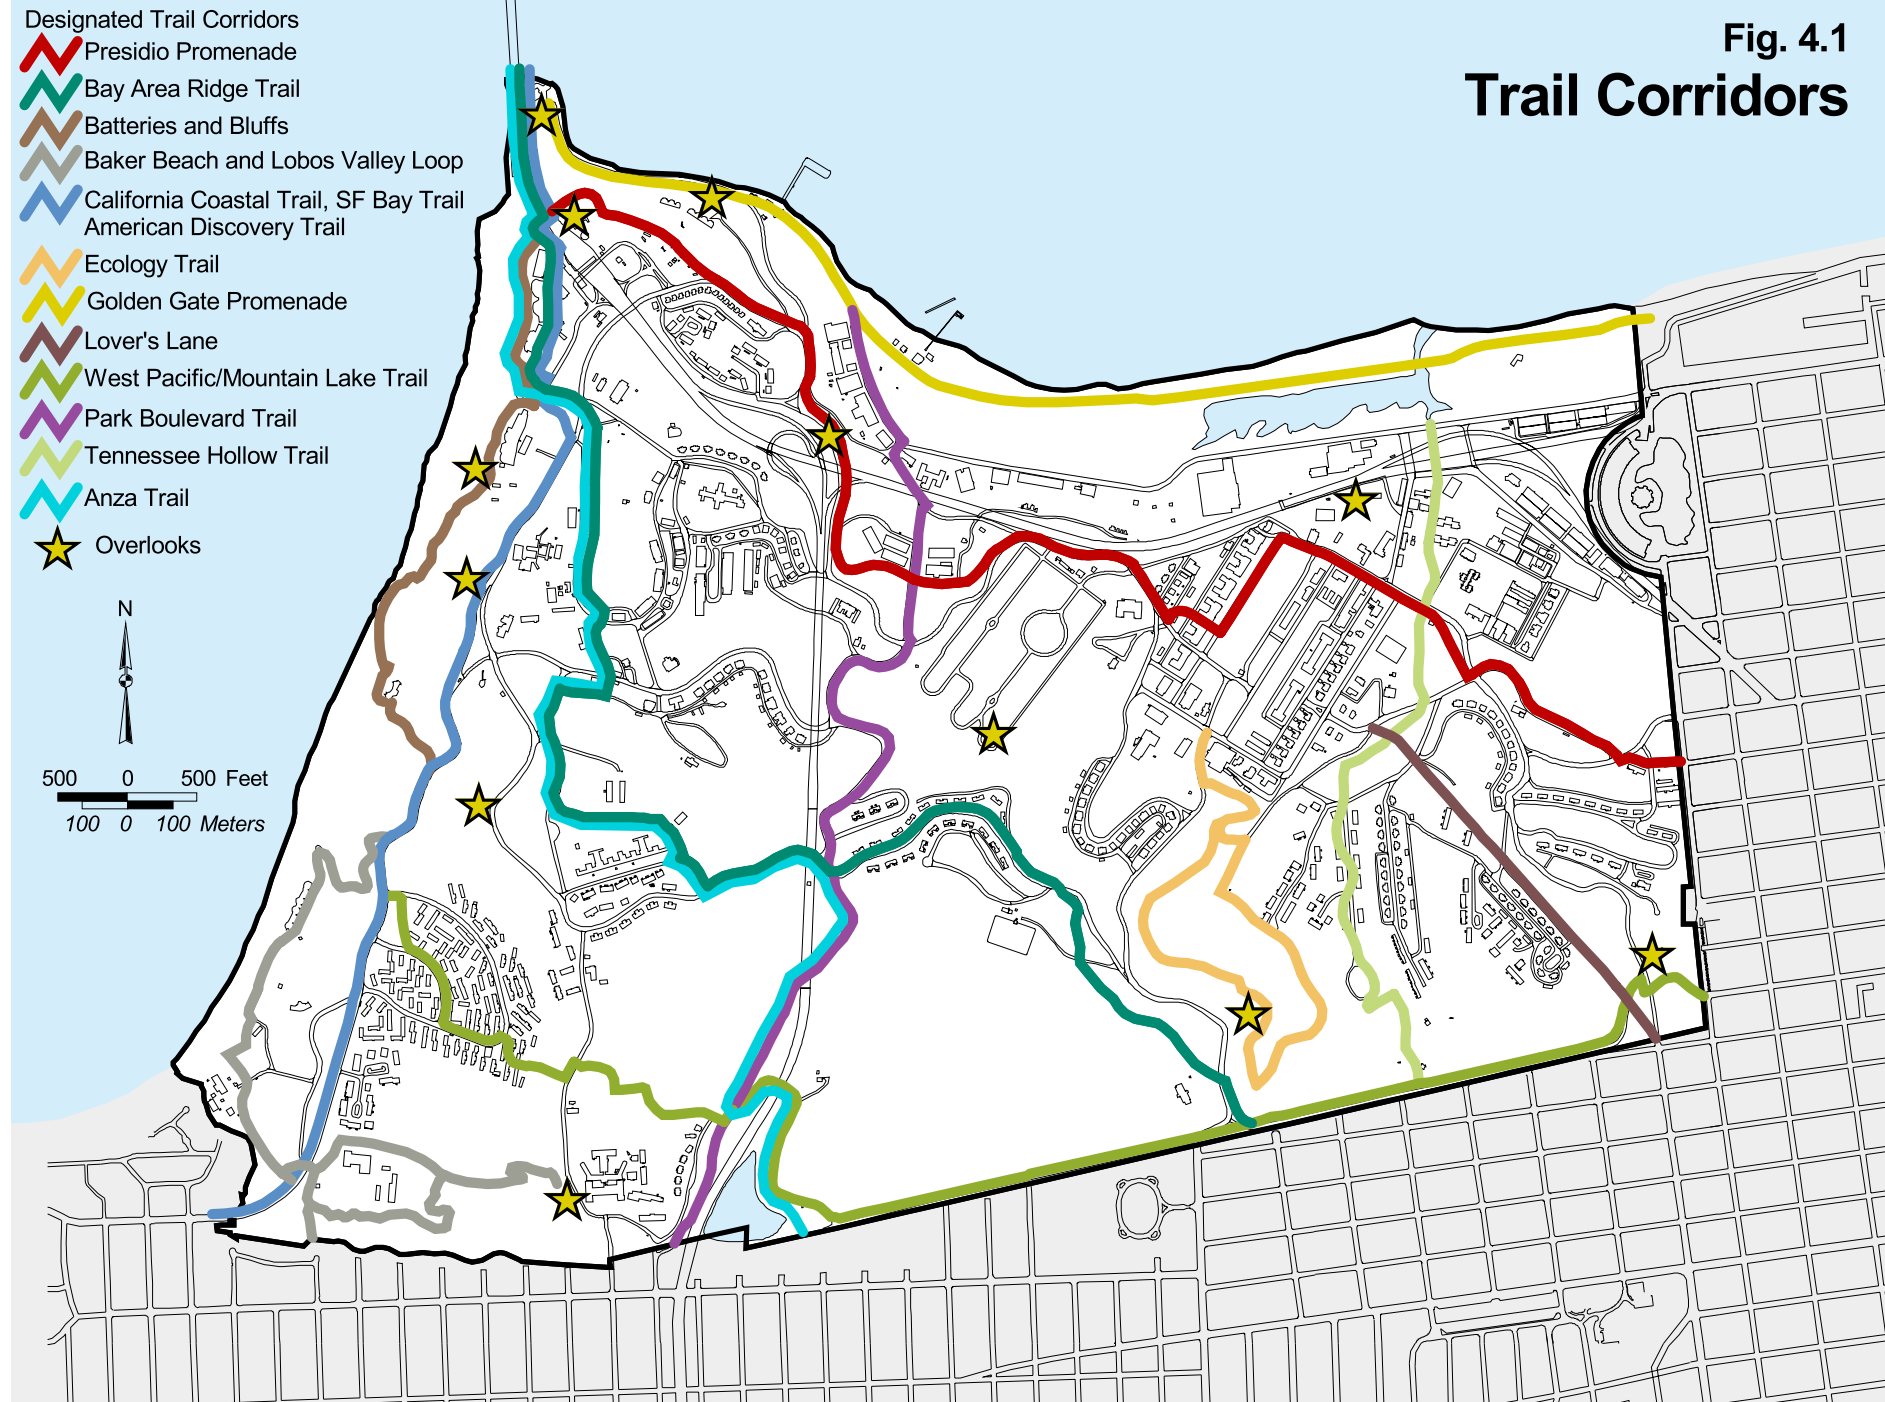 Designated Trail Corridors
Presidio Promenade
Bay Area Ridge Trail
Batteries and Bluffs
Baker Beach and Lobos Valley Loop
California Coastal Trail, SF Bay Trail
American Discovery Trail
Ecology Trail
Golden Gate Promenade
Lover's Lane
West Pacific/Mountain Lake Trail
Park Boulevard Trail
Tennessee Hollow Trail
Anza Trail
Overlooks
N
500 0 500 Feet
100 0 100 Meters
Fig. 4.1
Trail Corridors